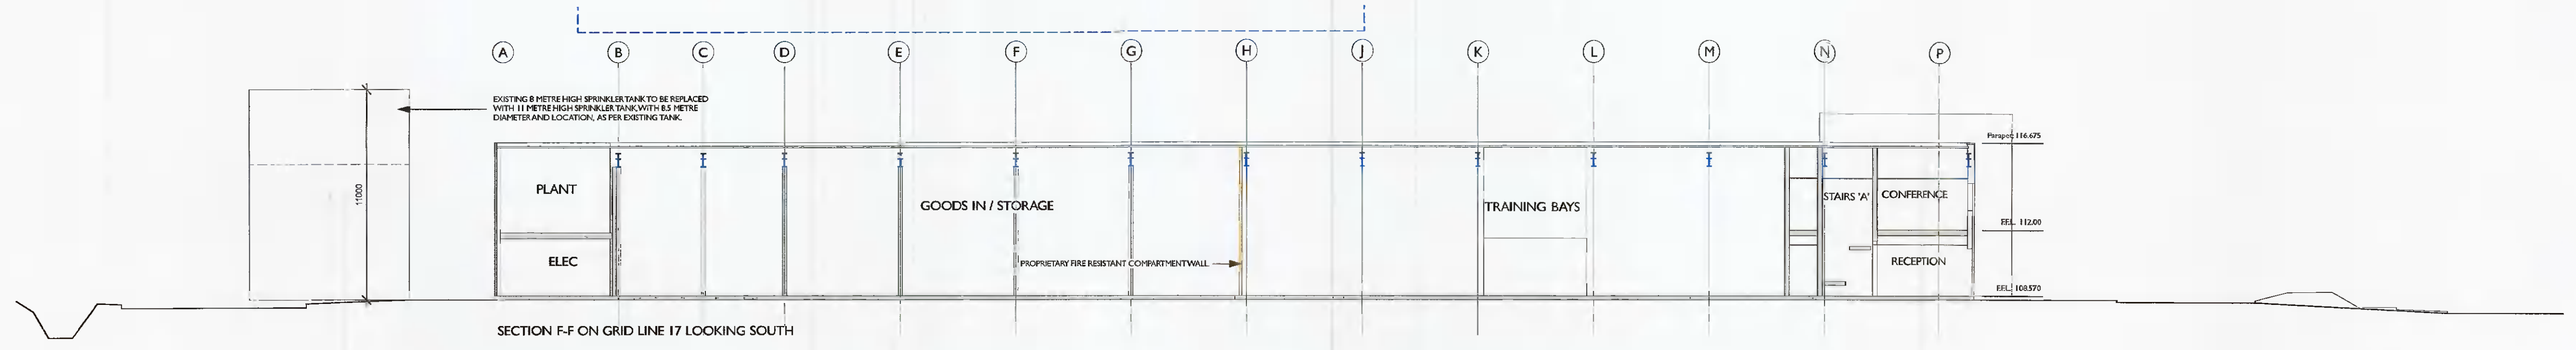 A B C D E F G H J K L M N P
EXISTING 8 METRE HIGH SPRINKLER TANK TO BE REPLACED
WITH 11 METRE HIGH SPRINKLER TANK, WITH 8.5 METRE
DIAMETER AND LOCATION, AS PER EXISTING TANK.
Parapet 116.675
11000
PLANT
GOODS IN / STORAGE
TRAINING BAYS
STAIRS 'A'
CONFERENCE
F.F.L. 112.00
ELEC
PROPRIETARY FIRE RESISTANT COMPARTMENT WALL
RECEPTION
F.F.L. 108.570
SECTION F-F ON GRID LINE 17 LOOKING SOUTH